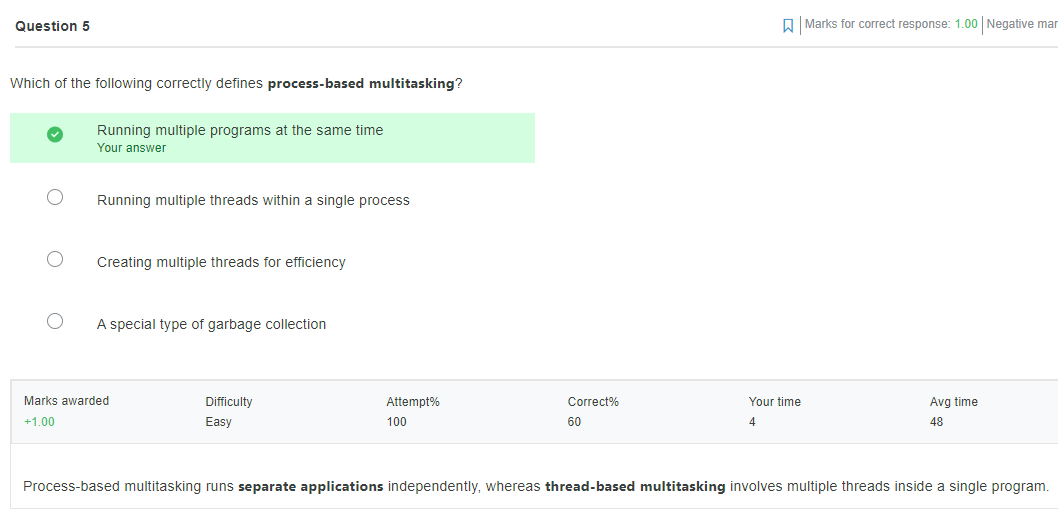 Question 5
Marks for correct response: 1.00 Negative mar
Which of the following correctly defines process-based multitasking?
Running multiple programs at the same time
Your answer
Running multiple threads within a single process
Creating multiple threads for efficiency
A special type of garbage collection
Marks awarded Difficulty Attempt% Correct% Your time Avg time
+1.00 Easy 100 60 4 48
Process-based multitasking runs separate applications independently, whereas thread-based multitasking involves multiple threads inside a single program.